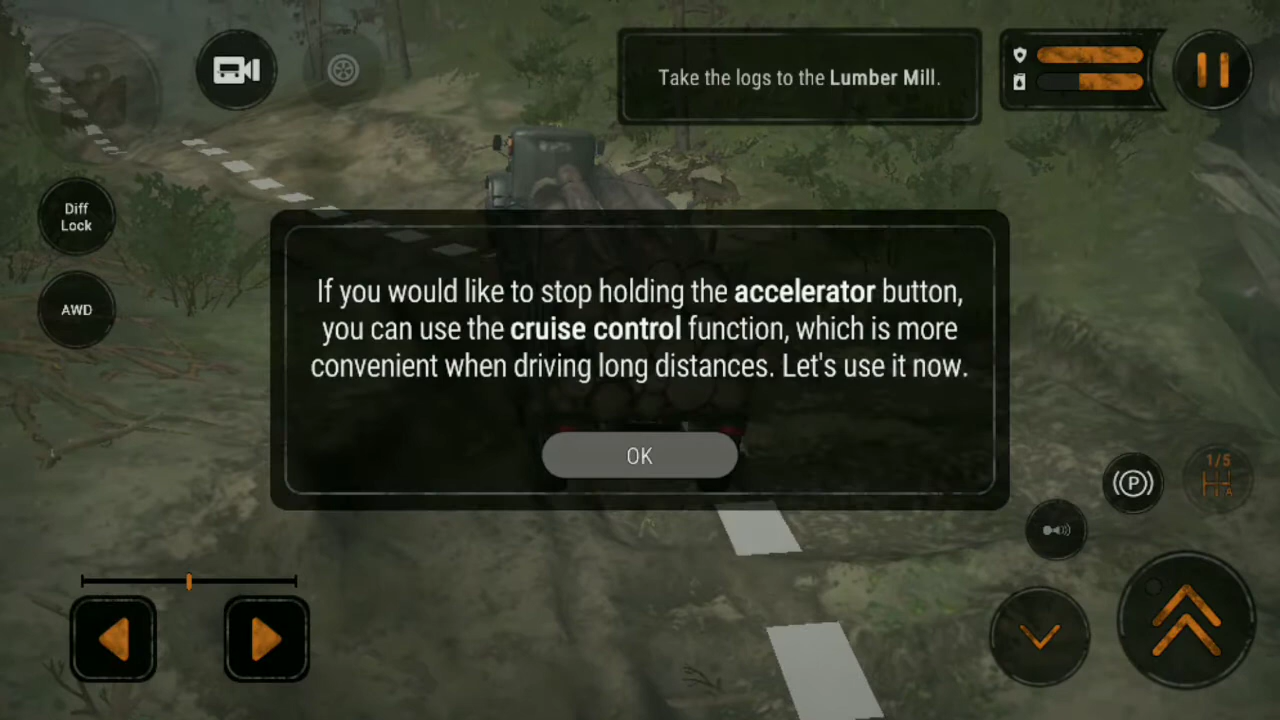 Take the logs to the Lumber Mill.
Diff
Lock
AWD
If you would like to stop holding the accelerator button,
you can use the cruise control function, which is more
convenient when driving long distances. Let's use it now.
OK
(P)
1/5
A